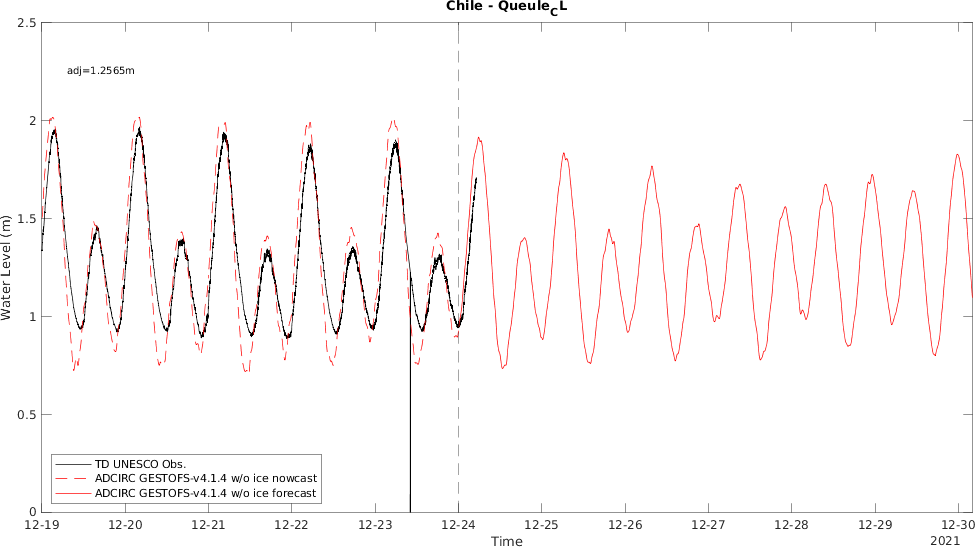 Chile - Queule_CL
2.5
adj=1.2565m
2
1.5
1
0.5
0
Water Level (m)
TD UNESCO Obs.
ADCIRC GESTOFS-v4.1.4 w/o ice nowcast
ADCIRC GESTOFS-v4.1.4 w/o ice forecast
12-19 12-20 12-21 12-22 12-23 12-24 12-25 12-26 12-27 12-28 12-29 12-30
Time
2021